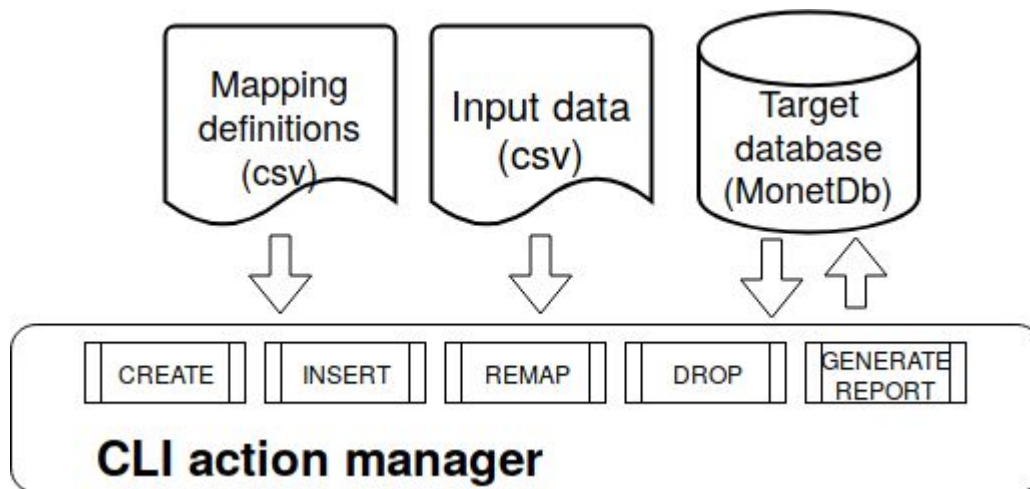 Mapping
definitions
(csv)
Input data
(csv)
Target
database
(MonetDb)
CREATE
INSERT
REMAP
DROP
GENERATE
REPORT
CLI action manager